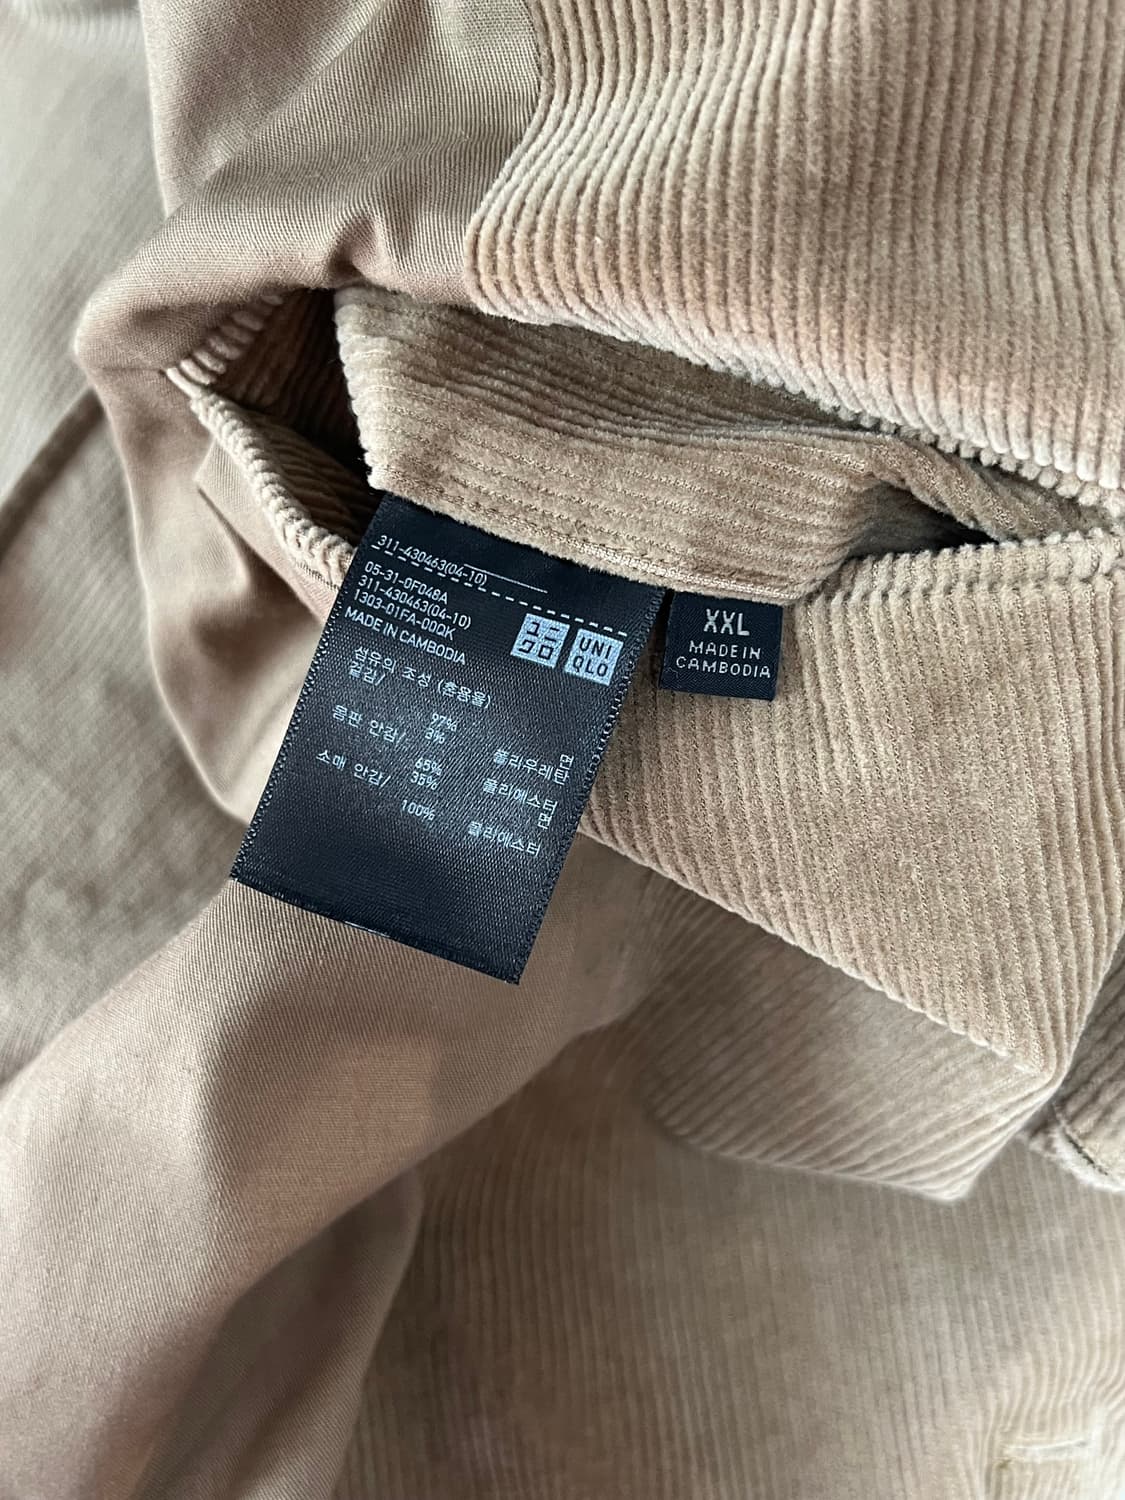 311-430463(04-10)
05-31-0F048A
311-430463(04-10)
1303-01FA-00QK
MADE IN CAMBODIA
ユニ
クロ
UNI
QLO
섬유의 조성 (혼용율)
겉감/
97% 면
3% 폴리우레탄
몸판 안감/
65% 폴리에스터
35% 면
소매 안감/
100% 폴리에스터
XXL
MADE IN
CAMBODIA